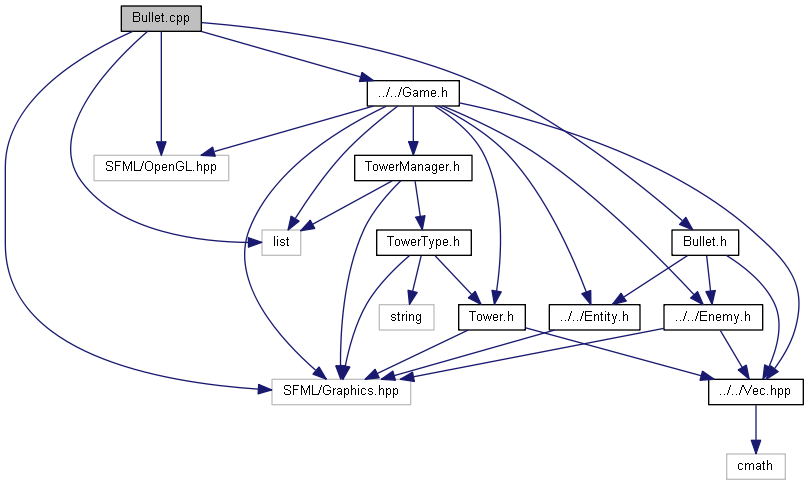 Bullet.cpp
../../Game.h
SFML/OpenGL.hpp
TowerManager.h
list
TowerType.h
Bullet.h
string
Tower.h
../../Entity.h
../../Enemy.h
SFML/Graphics.hpp
../../Vec.hpp
cmath